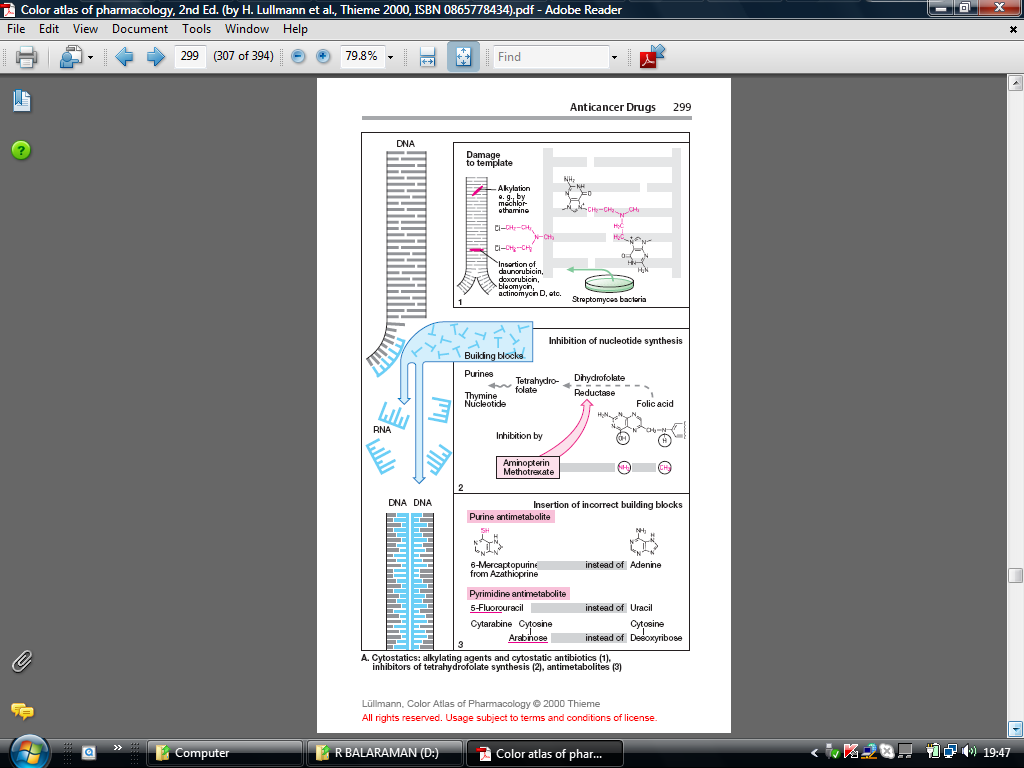 Color atlas of pharmacology, 2nd Ed. (by H. Lullmann et al., Thieme 2000, ISBN 0865778434).pdf - Adobe Reader
File Edit View Document Tools Window Help
299 (307 of 394) 79.8% Find
Anticancer Drugs 299
DNA
Damage
to template
Alkylation
e. g., by
mechlor-
ethamine
Insertion of
daunorubicin,
doxorubicin,
bleomycin,
actinomycin D, etc.
Streptomyces bacteria
1
Building blocks
Inhibition of nucleotide synthesis
Purines
Thymine
Nucleotide
Tetrahydro-
folate
Dihydrofolate
Reductase
Folic acid
RNA
Inhibition by
Aminopterin
Methotrexate
2
DNA DNA
Insertion of incorrect building blocks
Purine antimetabolite
6-Mercaptopurine instead of Adenine
from Azathioprine
Pyrimidine antimetabolite
5-Fluorouracil instead of Uracil
Cytarabine Cytosine Cytosine
Arabinose instead of Desoxyribose
3
A. Cytostatics: alkylating agents and cytostatic antibiotics (1),
inhibitors of tetrahydrofolate synthesis (2), antimetabolites (3)
Lüllmann, Color Atlas of Pharmacology © 2000 Thieme
All rights reserved. Usage subject to terms and conditions of license.
Computer R BALARAMAN (D:) Color atlas of phar... 19:47